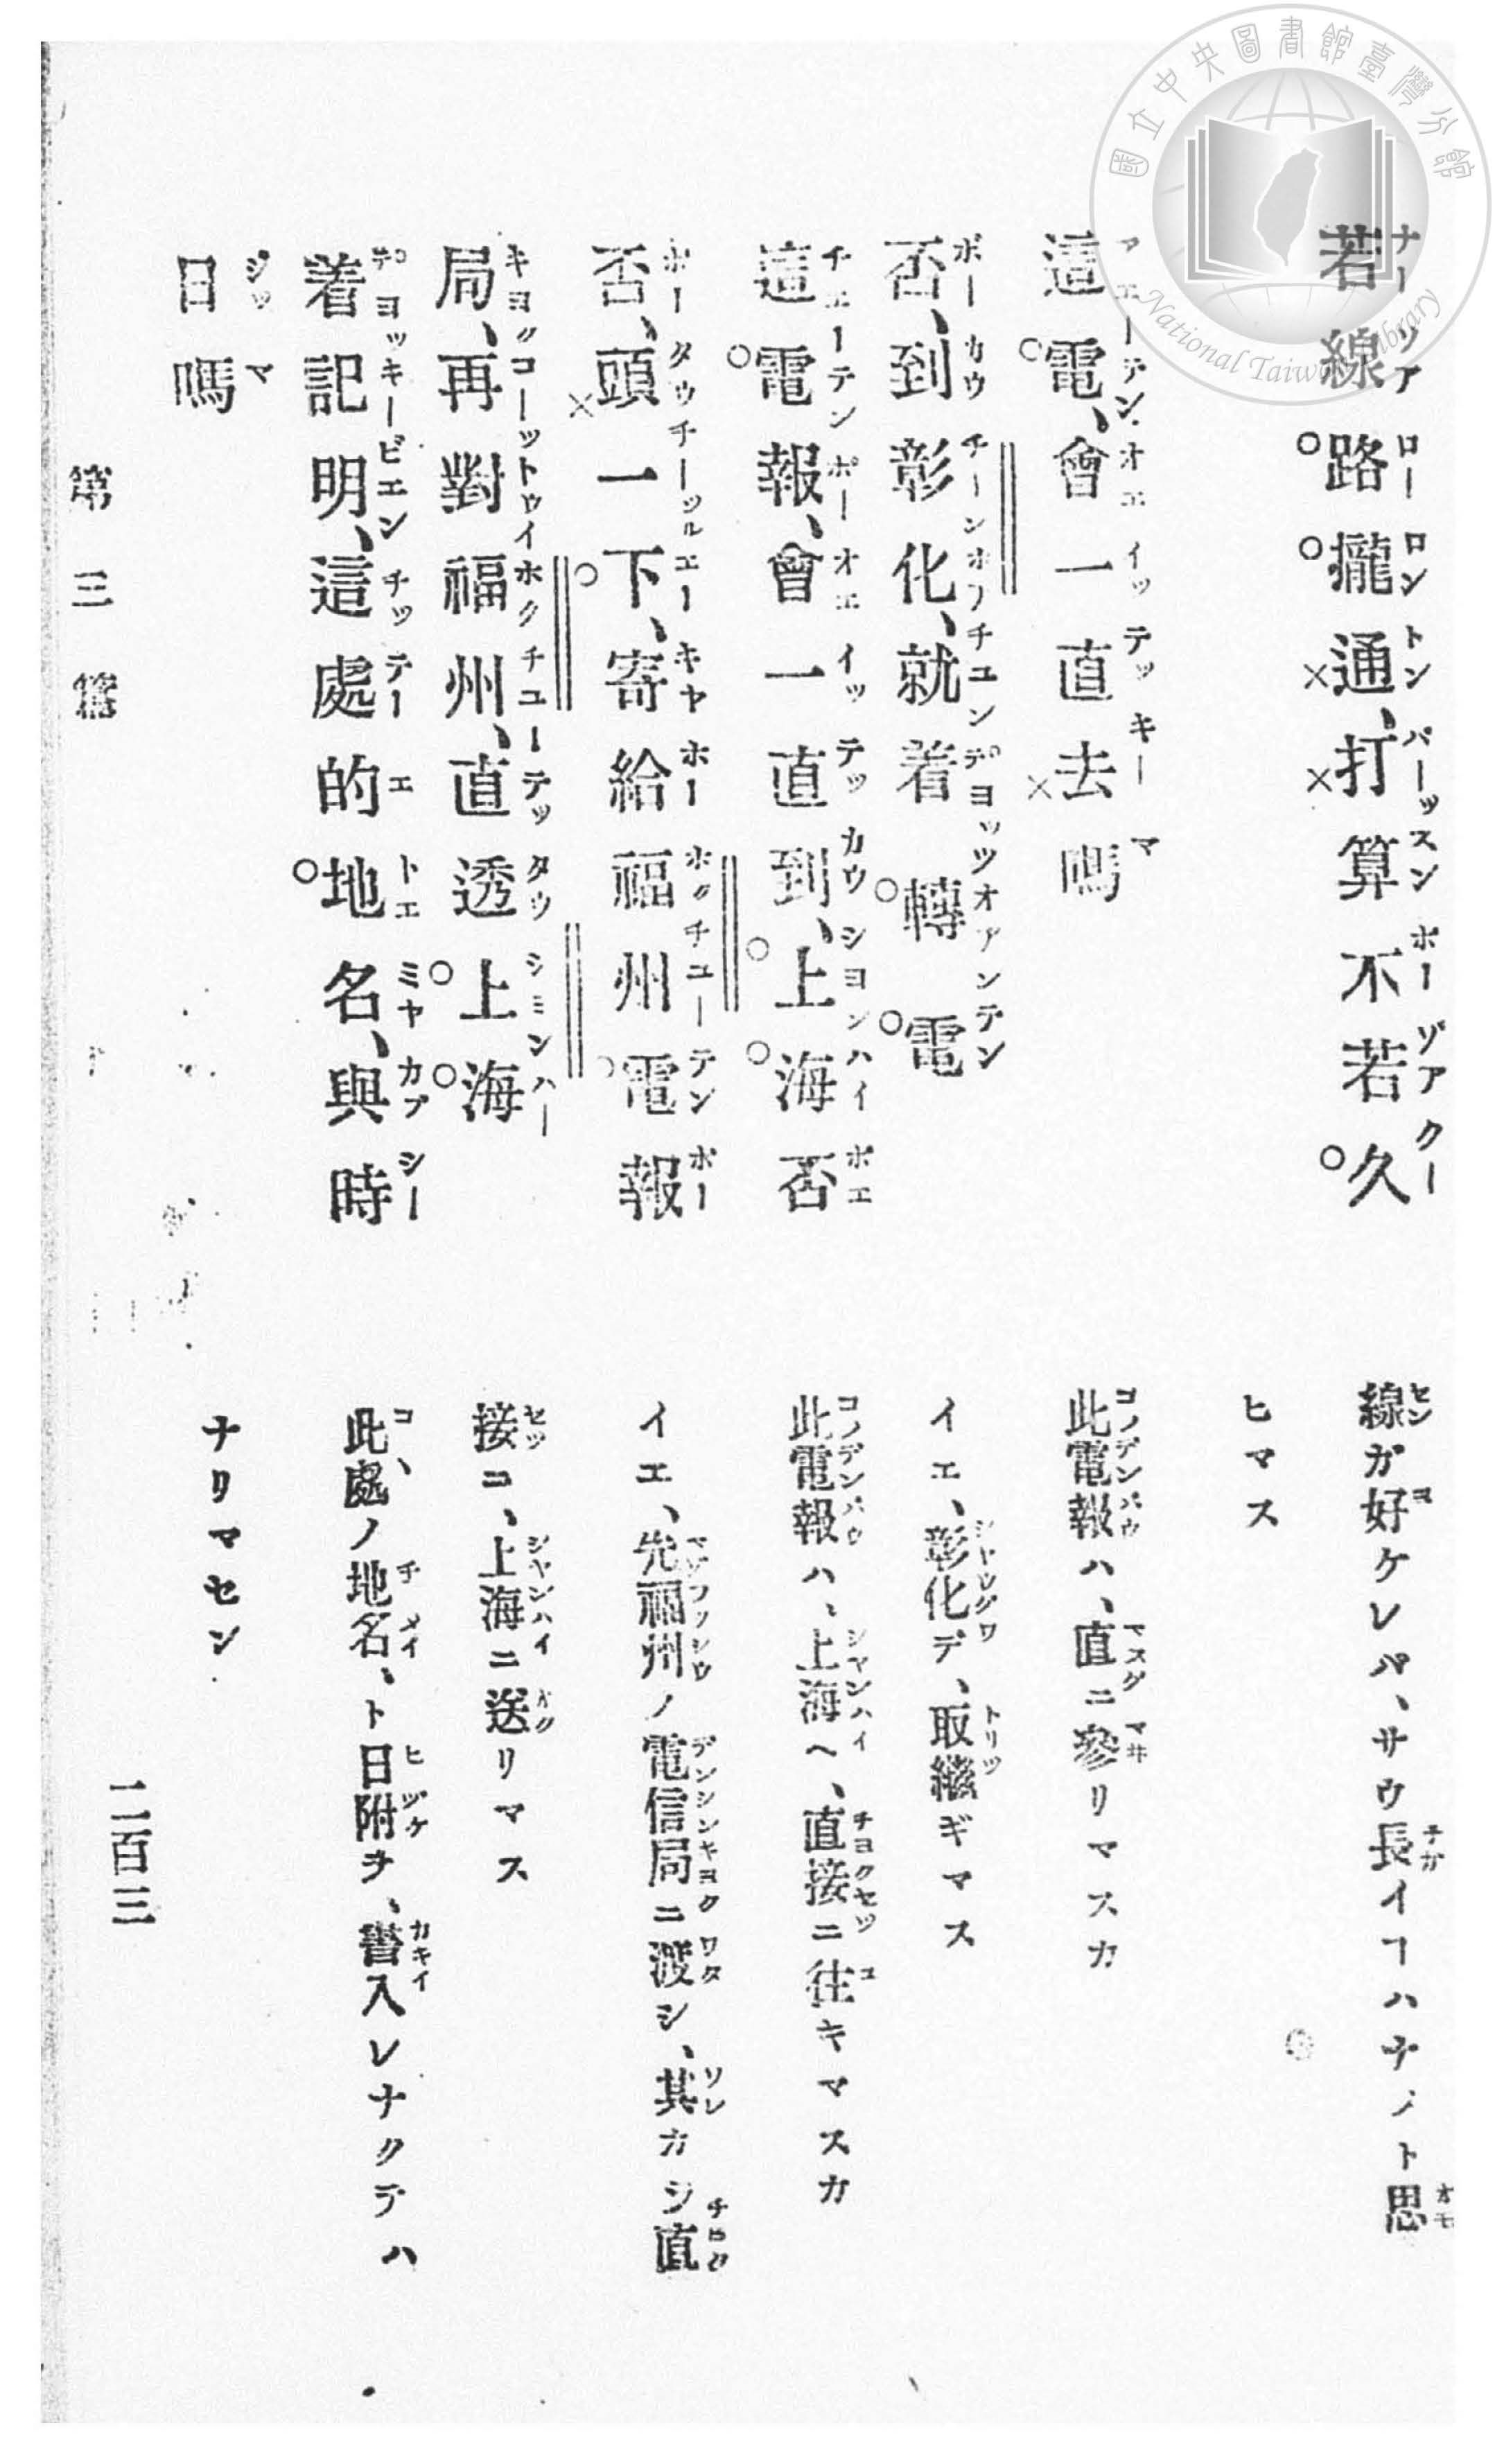 國立中央圖書館臺灣分館
National Taiwan Library
若線路攏通、打算不若久
這電、會一直去嗎
否、到彰化、就着轉電
這電報、會一直到、上海否
否、頭一下、寄給福州電報
局、再對福州、直透上海
着記明、這處的地名、與時
日嗎
線ガ好ケレバ、サウ長イヿハナイト思
ヒマス
此電報ハ、直ニ參リマスカ
イエ、彰化デ、取繼ギマス
此電報ハ、上海ヘ、直接ニ往キマスカ
イエ、先福州ノ電信局ニ渡シ、其カラ直
接ニ、上海ニ送リマス
此處ノ地名、ト日附ヲ、書入レナクテハ
ナリマセン
第三篇
二百三